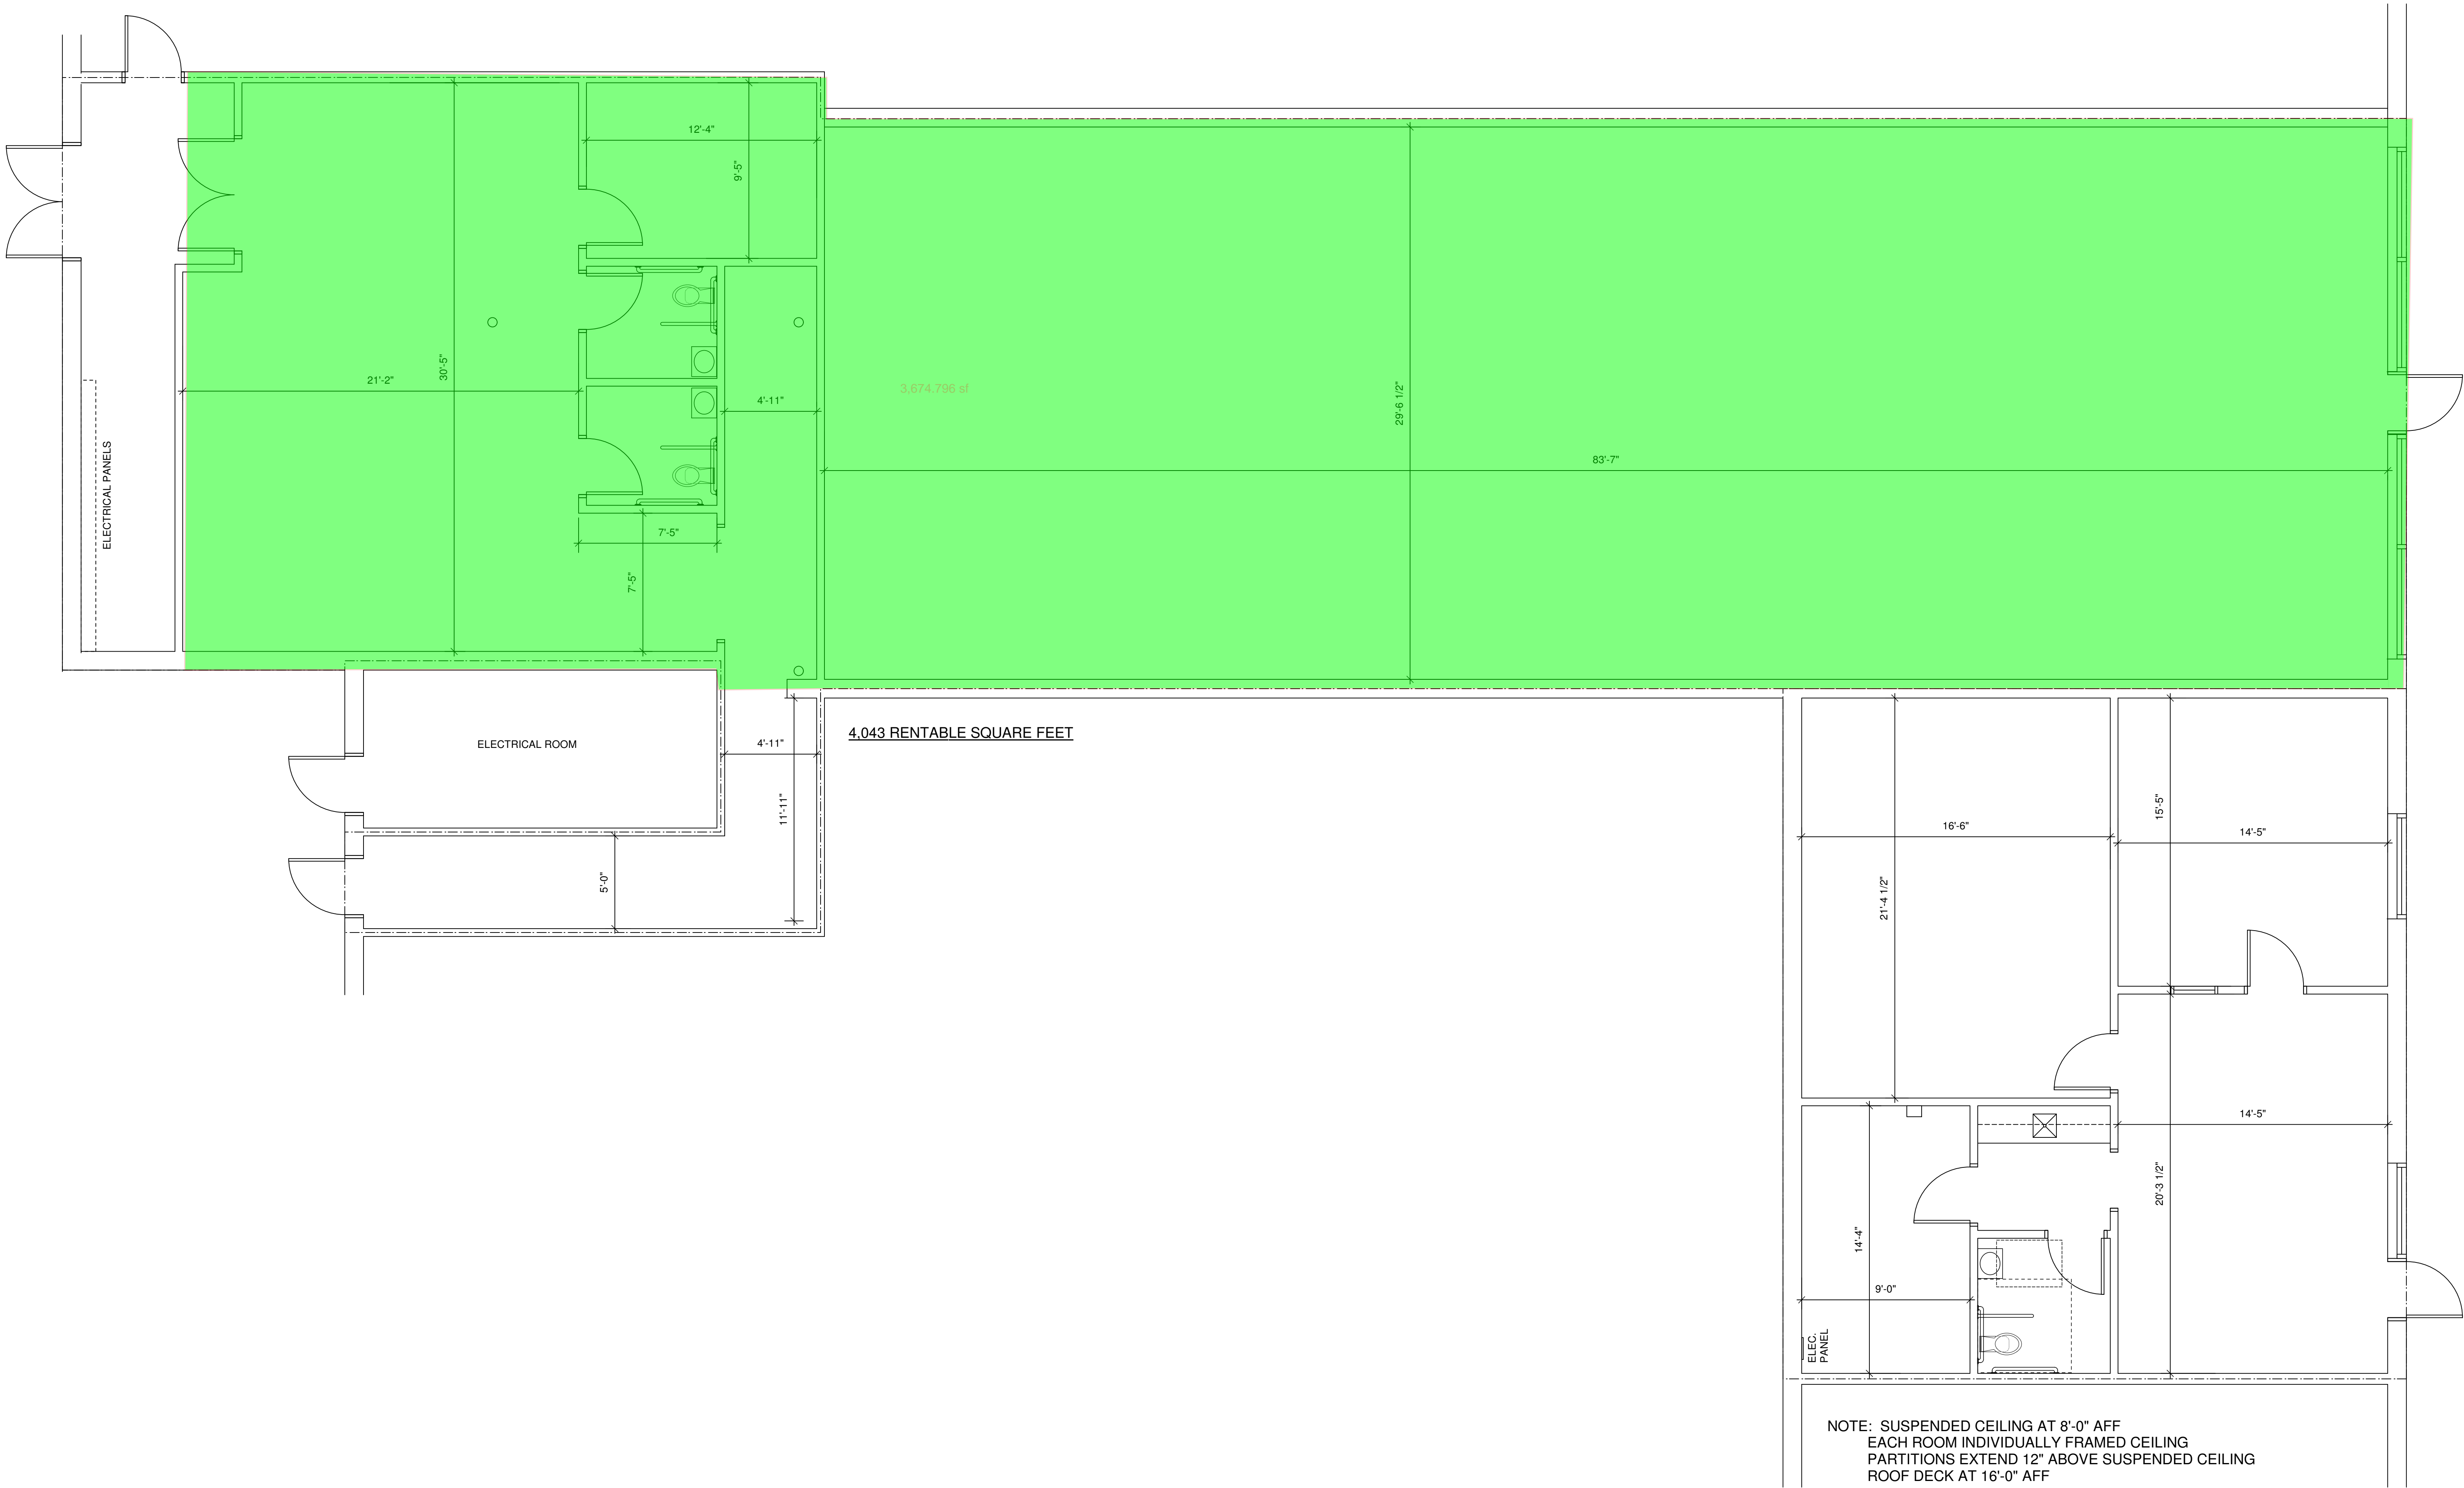 12'-4"
9'-5"
30'-5"
21'-2"
4'-11"
3,674.796 sf
29'-6 1/2"
83'-7"
ELECTRICAL PANELS
7'-5"
7'-5"
4,043 RENTABLE SQUARE FEET
ELECTRICAL ROOM
4'-11"
11'-11"
5'-0"
16'-6"
15'-5"
14'-5"
21'-4 1/2"
14'-5"
20'-3 1/2"
14'-4"
9'-0"
ELEC.
PANEL
NOTE: SUSPENDED CEILING AT 8'-0" AFF
EACH ROOM INDIVIDUALLY FRAMED CEILING
PARTITIONS EXTEND 12" ABOVE SUSPENDED CEILING
ROOF DECK AT 16'-0" AFF